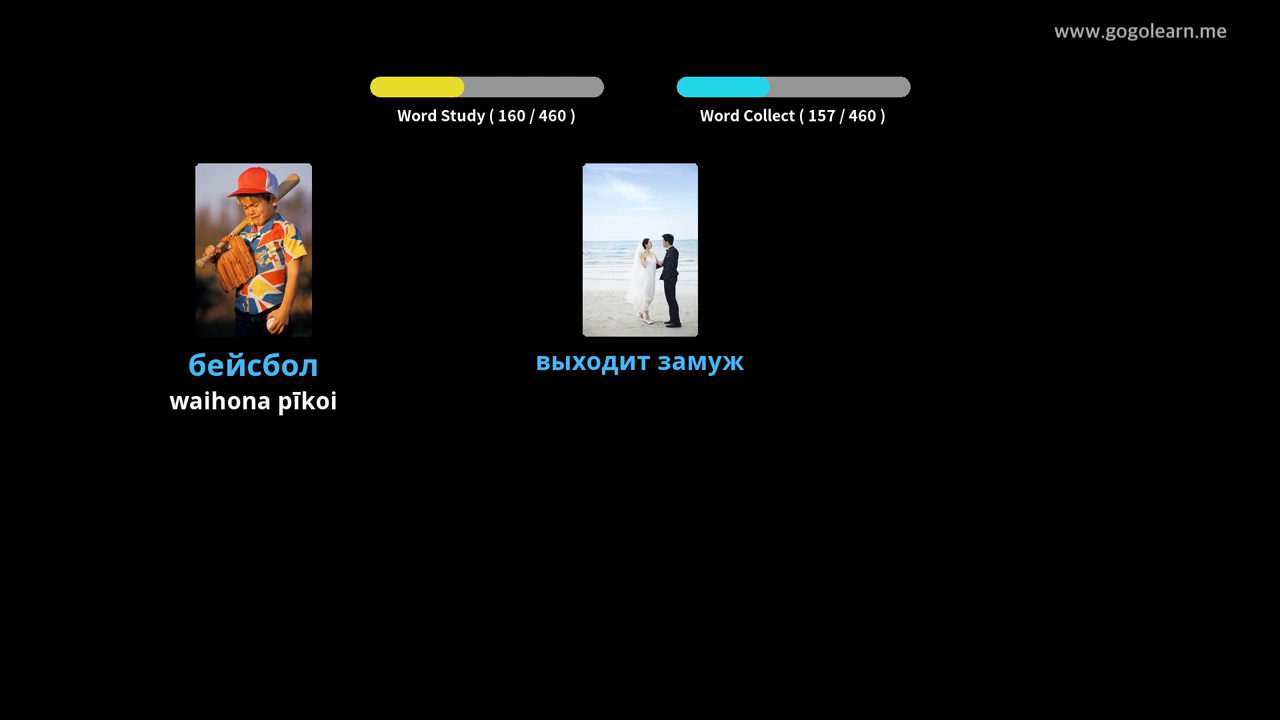 www.gogolearn.me
Word Study ( 160 / 460 )
Word Collect ( 157 / 460 )
бейсбол
waihona pīkoi
выходит замуж